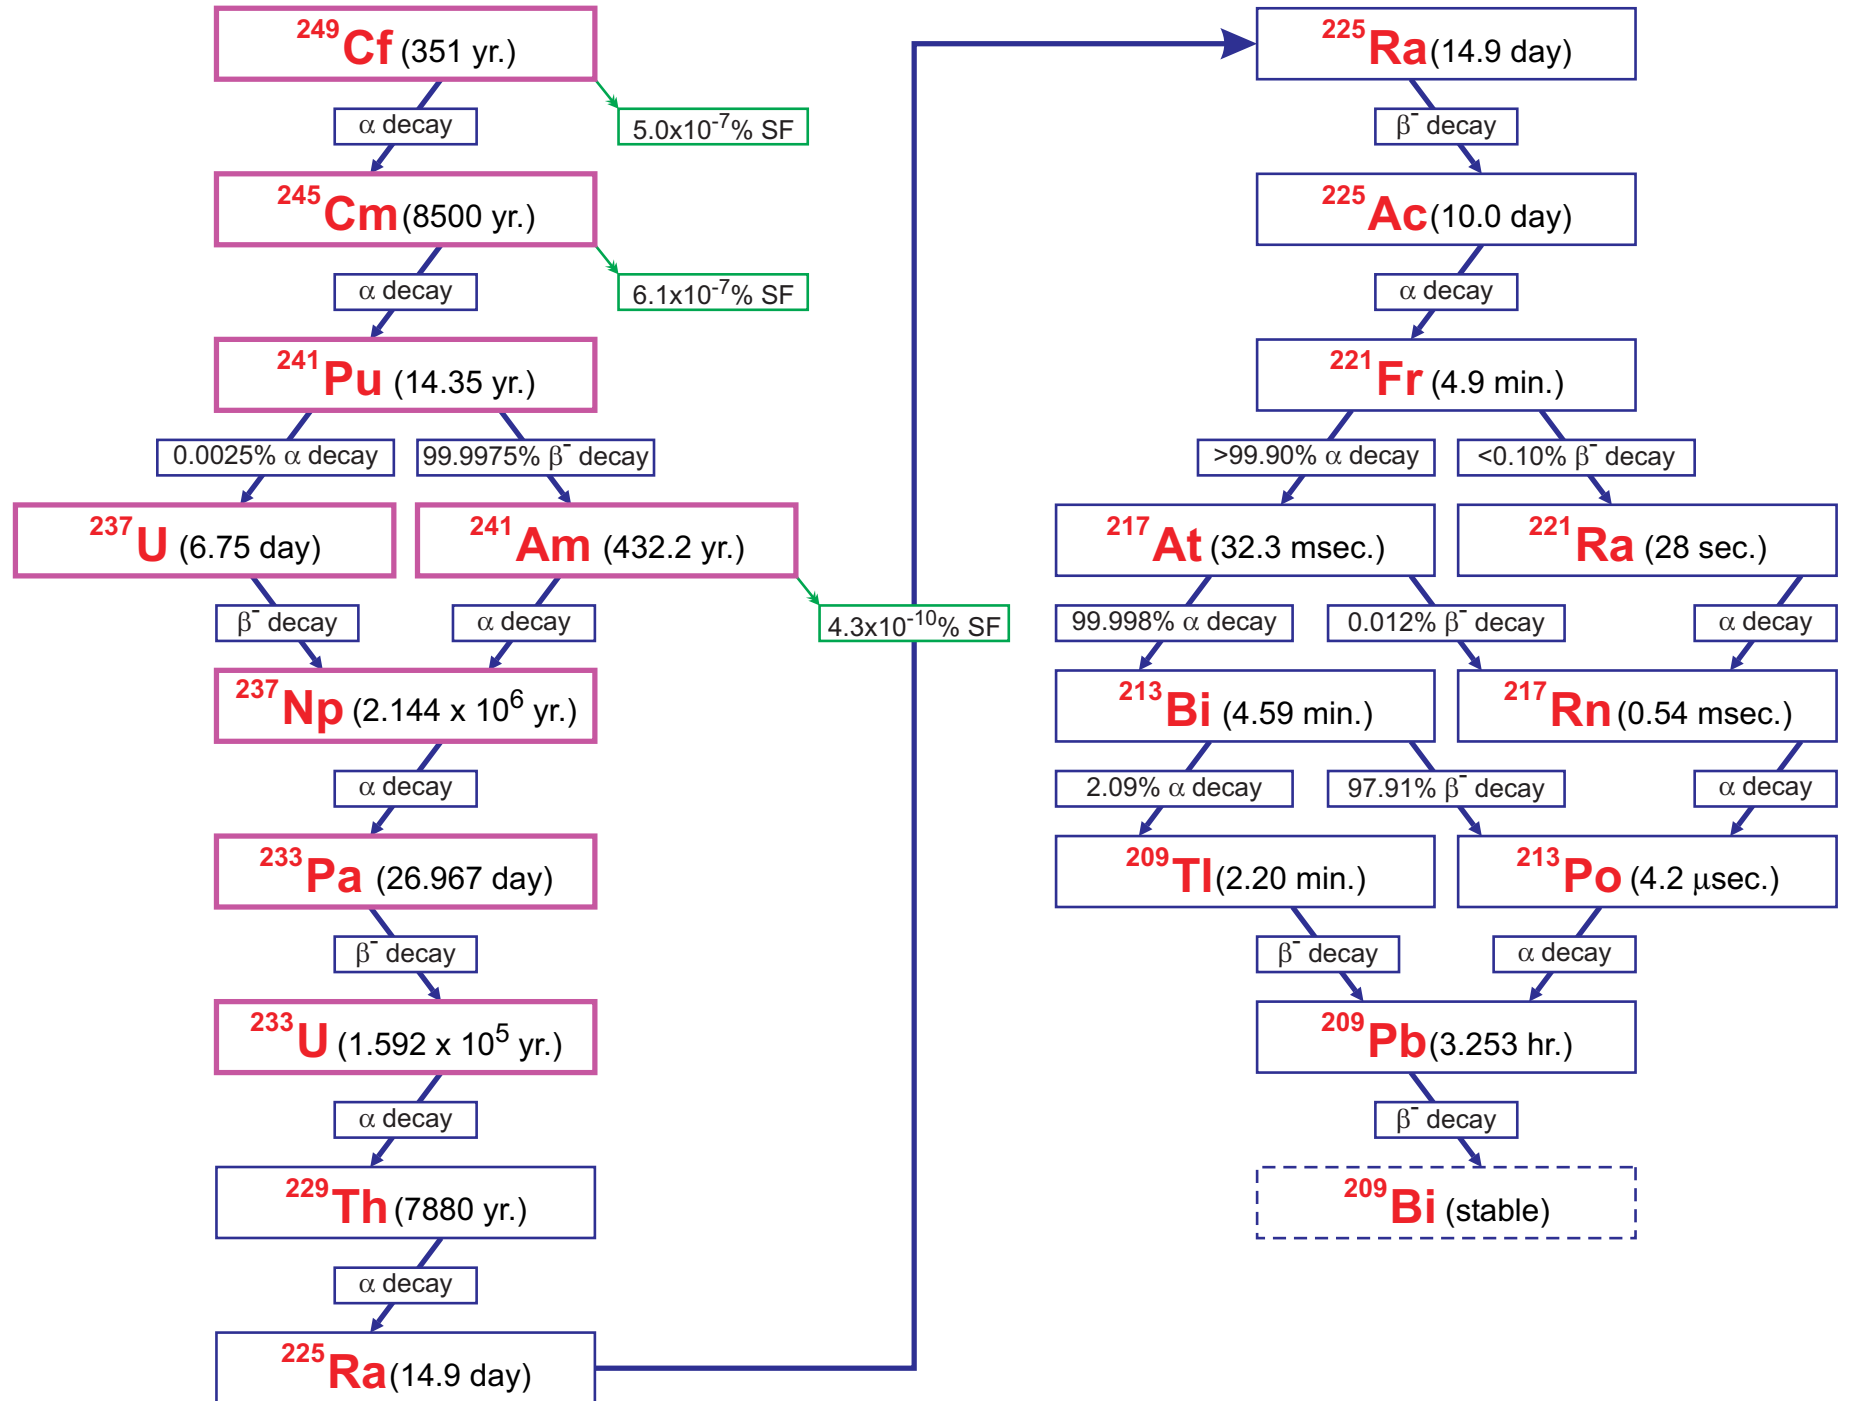 ²⁴⁹Cf (351 yr.)
α decay
5.0x10⁻⁷% SF
²⁴⁵Cm (8500 yr.)
α decay
6.1x10⁻⁷% SF
²⁴¹Pu (14.35 yr.)
0.0025% α decay
99.9975% β⁻ decay
²³⁷U (6.75 day)
²⁴¹Am (432.2 yr.)
β⁻ decay
α decay
4.3x10⁻¹⁰% SF
²³⁷Np (2.144 x 10⁶ yr.)
α decay
²³³Pa (26.967 day)
β⁻ decay
²³³U (1.592 x 10⁵ yr.)
α decay
²²⁹Th (7880 yr.)
α decay
²²⁵Ra (14.9 day)
²²⁵Ra (14.9 day)
β⁻ decay
²²⁵Ac (10.0 day)
α decay
²²¹Fr (4.9 min.)
>99.90% α decay
<0.10% β⁻ decay
²¹⁷At (32.3 msec.)
²²¹Ra (28 sec.)
99.998% α decay
0.012% β⁻ decay
α decay
²¹³Bi (4.59 min.)
²¹⁷Rn (0.54 msec.)
2.09% α decay
97.91% β⁻ decay
α decay
²⁰⁹Tl (2.20 min.)
²¹³Po (4.2 μsec.)
β⁻ decay
α decay
²⁰⁹Pb (3.253 hr.)
β⁻ decay
²⁰⁹Bi (stable)